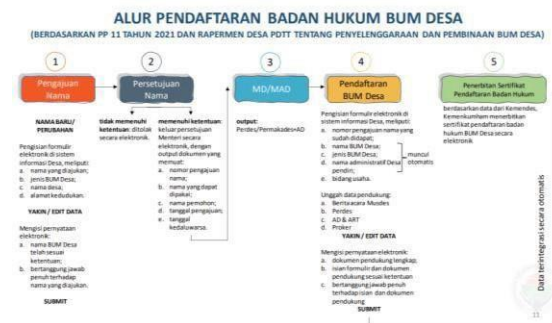 ALUR PENDAFTARAN BADAN HUKUM BUM DESA
(BERDASARKAN PP 11 TAHUN 2021 DAN RAPERMEN DESA PDTT TENTANG PENYELENGGARAAN DAN PEMBINAAN BUM DESA)
1
Pengajuan
Nama
NAMA BARU/
PERUBAHAN
Pengisian formulir
elektronik di sistem
informasi Desa, meliputi:
a. nama yang diajukan;
b. jenis BUM Desa;
c. nama desa;
d. alamat kedudukan.
YAKIN / EDIT DATA
Mengisi pernyataan
elektronik:
a. nama BUM Desa
telah sesuai
ketentuan;
b. bertanggung jawab
penuh terhadap
nama yang diajukan.
SUBMIT
2
Persetujuan
Nama
tidak memenuhi
ketentuan: ditolak
secara elektronik.
memenuhi ketentuan:
keluar persetujuan
Menteri secara
elektronik, dengan
output dokumen yang
memuat:
a. nomor pengajuan
nama;
b. nama yang dapat
dipakai;
c. nama pemohon;
d. tanggal pengajuan;
e. tanggal
kedaluwarsa.
3
MD/MAD
output:
Perdes/Permakades+AD
4
Pendaftaran
BUM Desa
Pengisian formulir elektronik di
sistem informasi Desa, meliputi:
a. nomor pengajuan nama yang
sudah didapat;
b. nama BUM Desa;
c. jenis BUM Desa;
d. nama administratif Desa
pendiri;
e. bidang usaha.
muncul
otomatis
Unggah data pendukung:
a. Berita acara Musdes
b. Perdes
c. AD & ART
d. Proker
YAKIN / EDIT DATA
Mengisi pernyataan elektronik:
a. dokumen pendukung lengkap;
b. isian formulir dan dokumen
pendukung sesuai ketentuan
c. bertanggung jawab penuh
terhadap isian dan dokumen
pendukung
SUBMIT
5
Penerbitan Sertifikat
Pendaftaran Badan Hukum
berdasarkan data dari Kemendes,
Kemenkumham menerbitkan
sertifikat pendaftaran badan
hukum BUM Desa secara
elektronik
Data terintegrasi secara otomatis